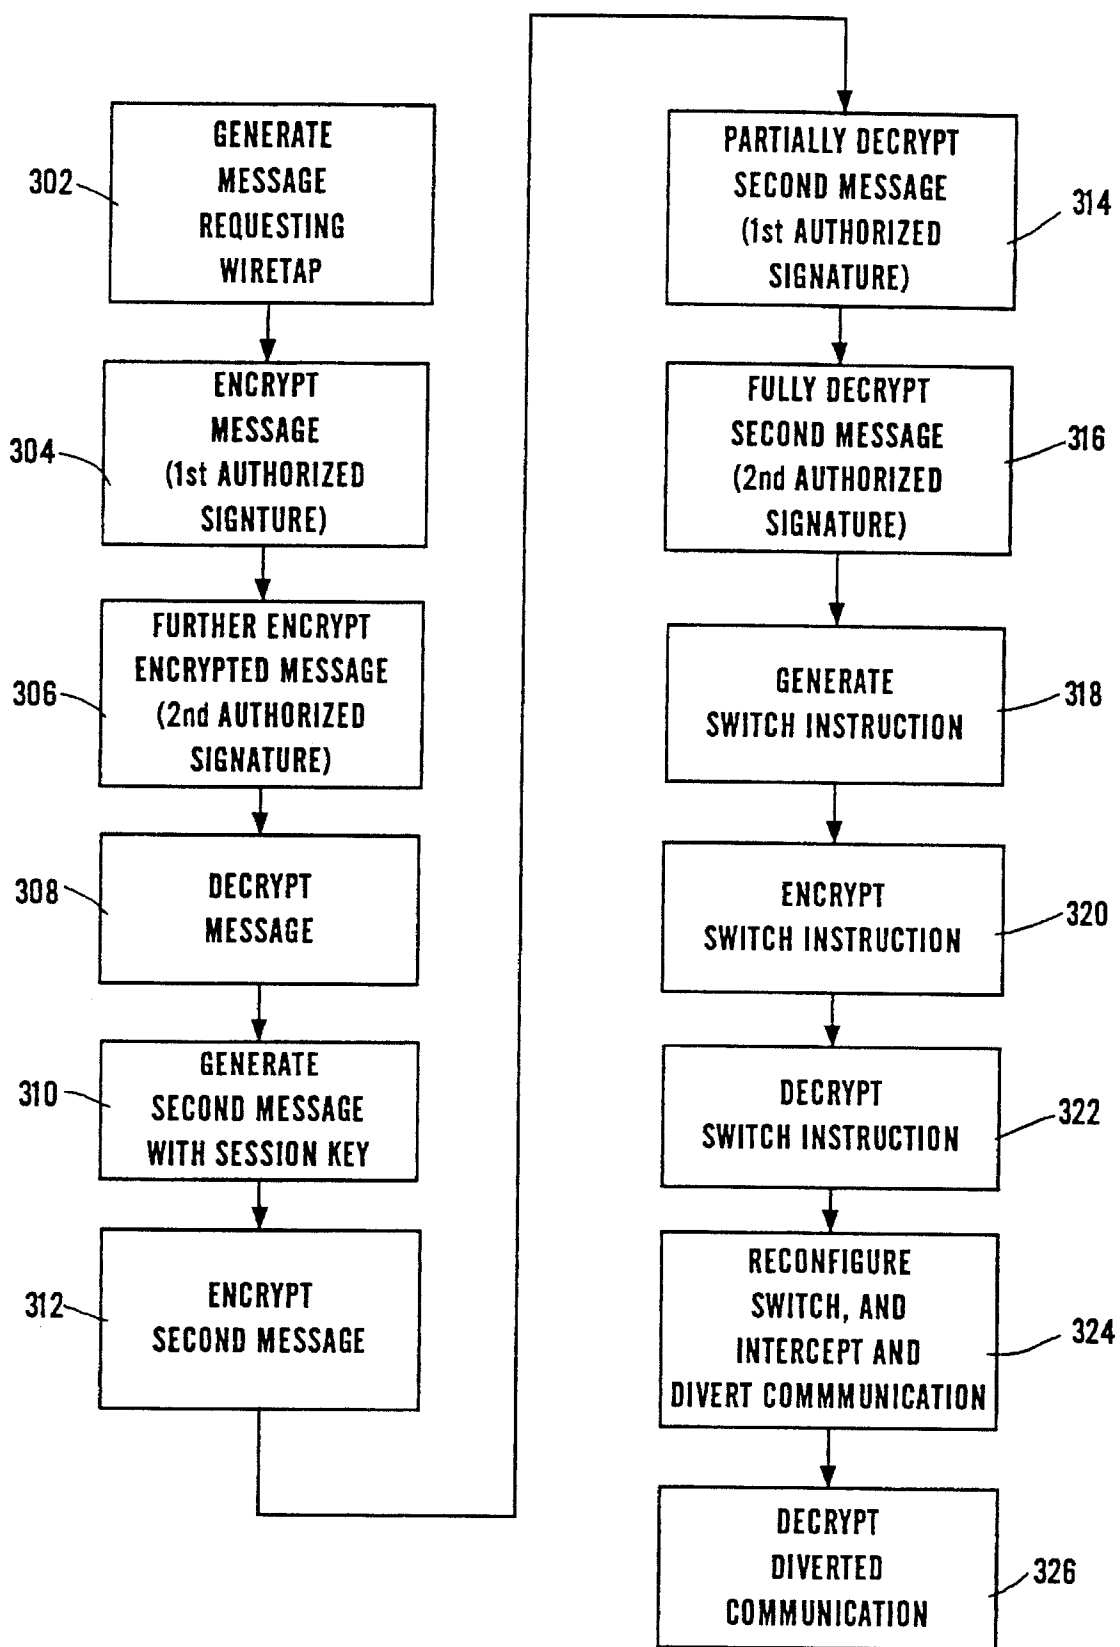 302
GENERATE
MESSAGE
REQUESTING
WIRETAP
304
ENCRYPT
MESSAGE
(1st AUTHORIZED
SIGNTURE)
306
FURTHER ENCRYPT
ENCRYPTED MESSAGE
(2nd AUTHORIZED
SIGNATURE)
308
DECRYPT
MESSAGE
310
GENERATE
SECOND MESSAGE
WITH SESSION KEY
312
ENCRYPT
SECOND MESSAGE
PARTIALLY DECRYPT
SECOND MESSAGE
(1st AUTHORIZED
SIGNATURE)
314
FULLY DECRYPT
SECOND MESSAGE
(2nd AUTHORIZED
SIGNATURE)
316
GENERATE
SWITCH INSTRUCTION
318
ENCRYPT
SWITCH INSTRUCTION
320
DECRYPT
SWITCH INSTRUCTION
322
RECONFIGURE
SWITCH, AND
INTERCEPT AND
DIVERT COMMMUNICATION
324
DECRYPT
DIVERTED
COMMUNICATION
326